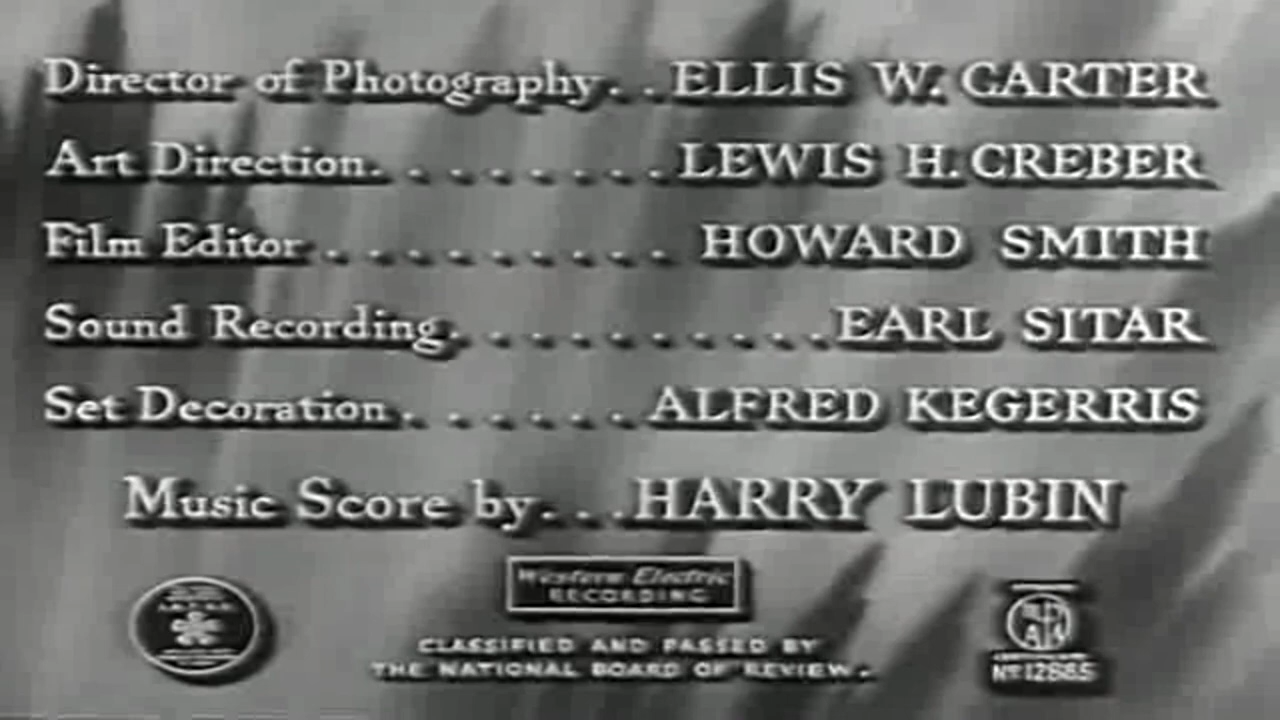 Director of Photography. . ELLIS W. CARTER
Art Direction. . . . . . . . . LEWIS H. CREBER
Film Editor . . . . . . . . . . HOWARD SMITH
Sound Recording. . . . . . . . . . . EARL SITAR
Set Decoration . . . . . . ALFRED KEGERRIS
Music Score by. . . HARRY LUBIN
Western Electric
RECORDING
CLASSIFIED AND PASSED BY
THE NATIONAL BOARD OF REVIEW.
I.A.T.S.E.
No 12885